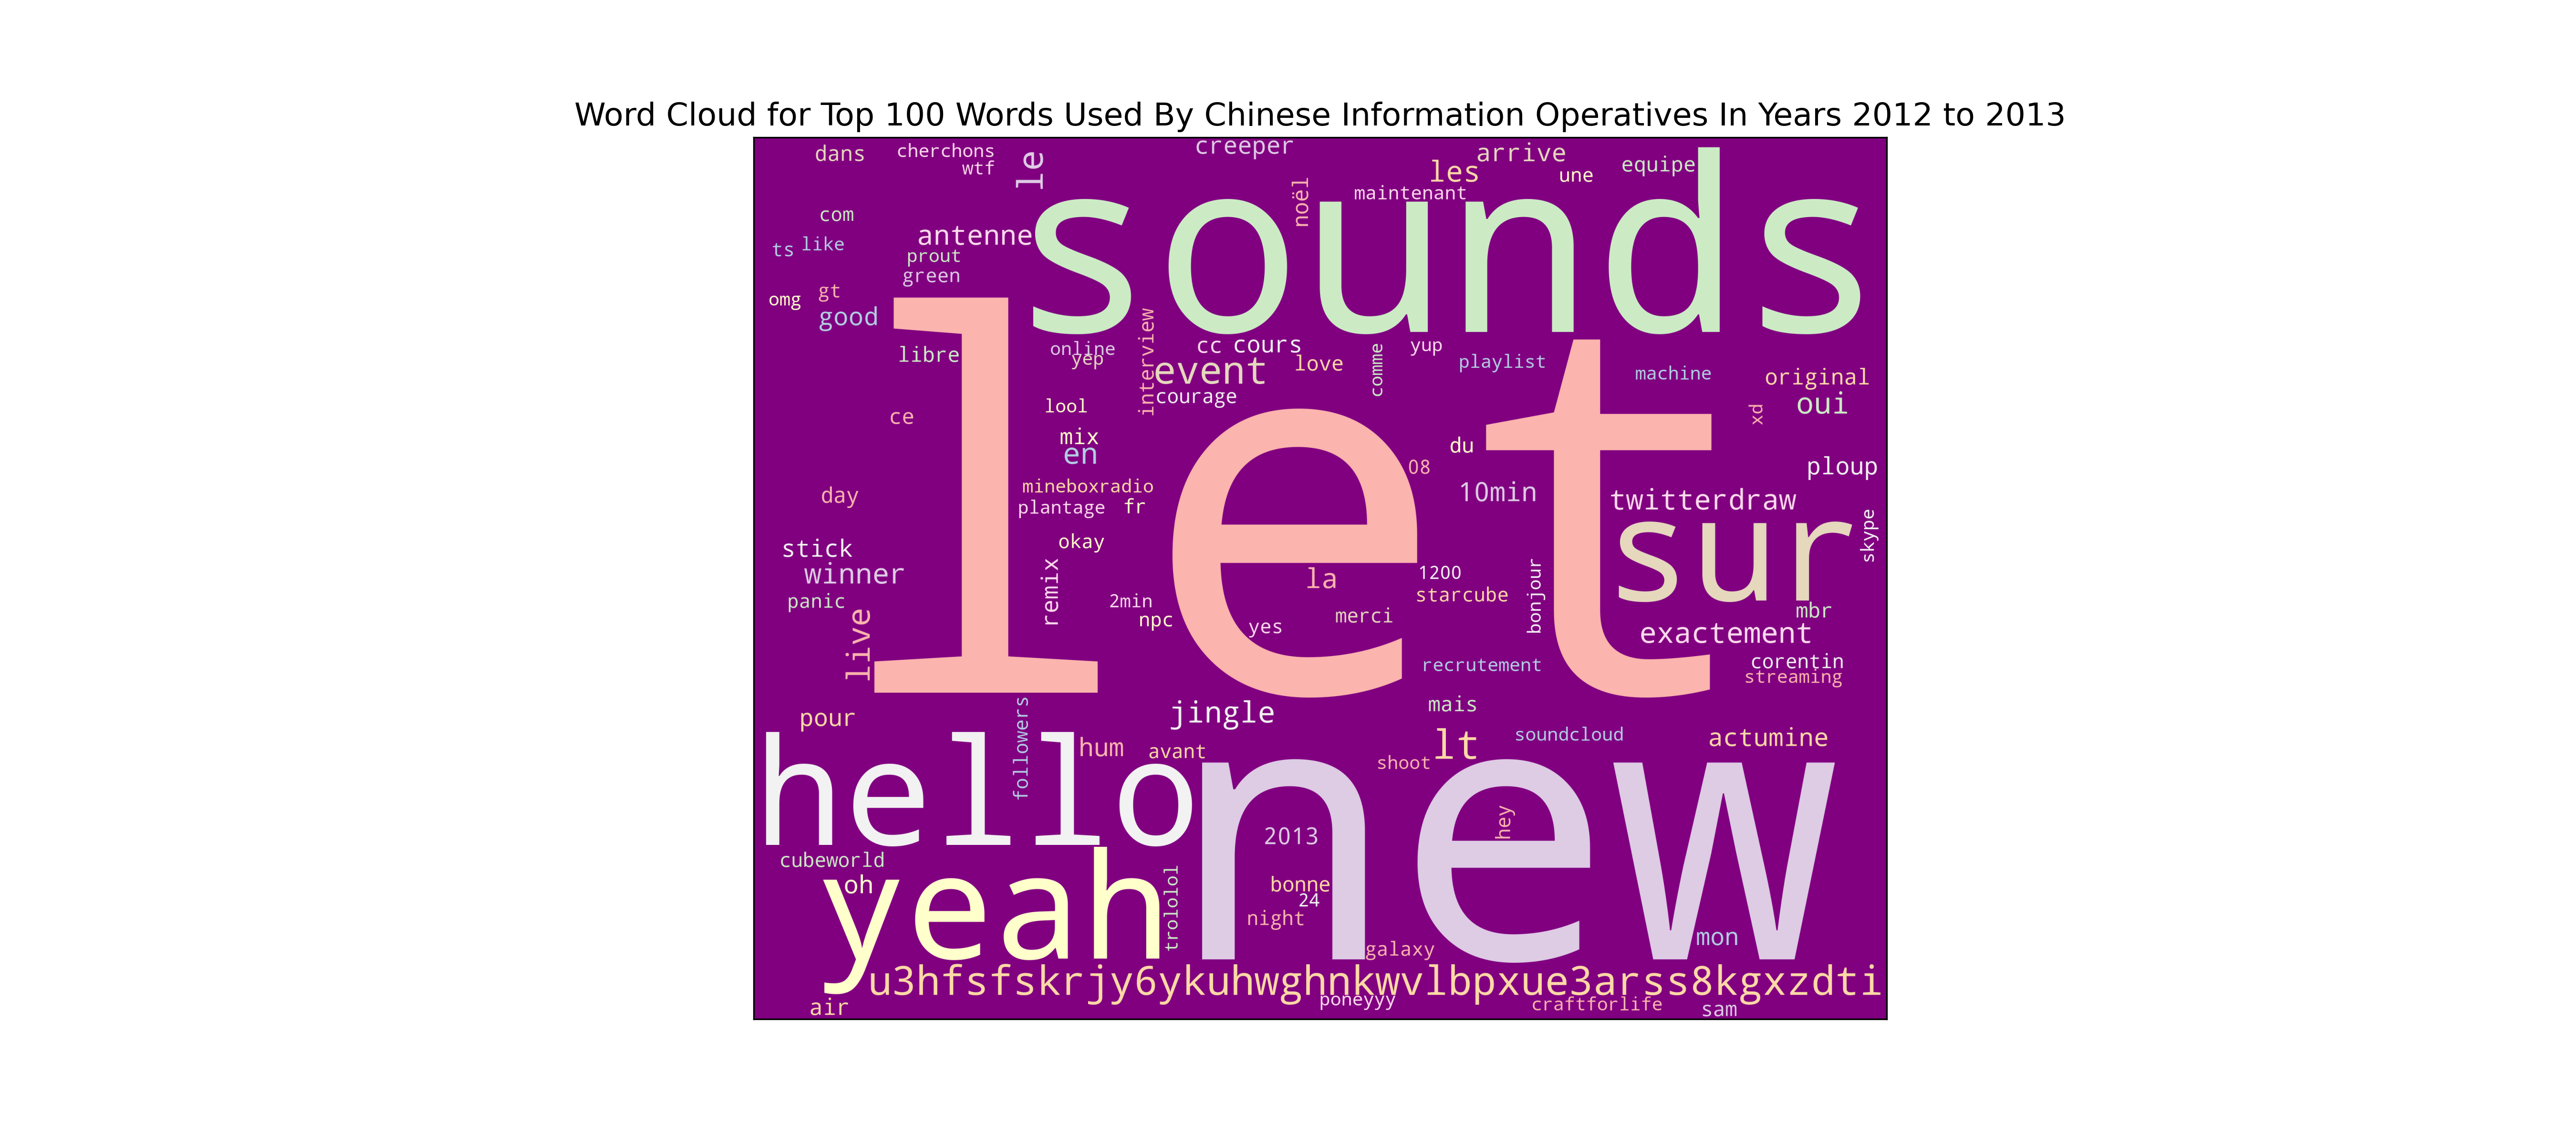 Word Cloud for Top 100 Words Used By Chinese Information Operatives In Years 2012 to 2013
dans
cherchons
wtf
le
creeper
noël
maintenant
les
arrive
une
equipe
sounds
com
ts
like
antenne
prout
green
omg
gt
good
libre
let
online
yep
interview
cc
cours
event
courage
love
comme
yup
playlist
machine
original
oui
xd
ce
lool
mix
en
du
08
10min
ploup
day
mineboxradio
plantage
fr
twitterdraw
sur
skype
stick
winner
okay
remix
panic
live
2min
npc
la
yes
merci
1200
starcube
bonjour
mbr
exactement
corentin
streaming
recrutement
pour
followers
jingle
mais
hum
avant
lt
shoot
soundcloud
actumine
hello
new
2013
hey
cubeworld
oh
yeah
trololol
bonne
24
night
galaxy
mon
u3hfsfskrjy6ykuhwghnkwvlbpxue3arss8kgxzdti
air
poneyyy
craftforlife
sam